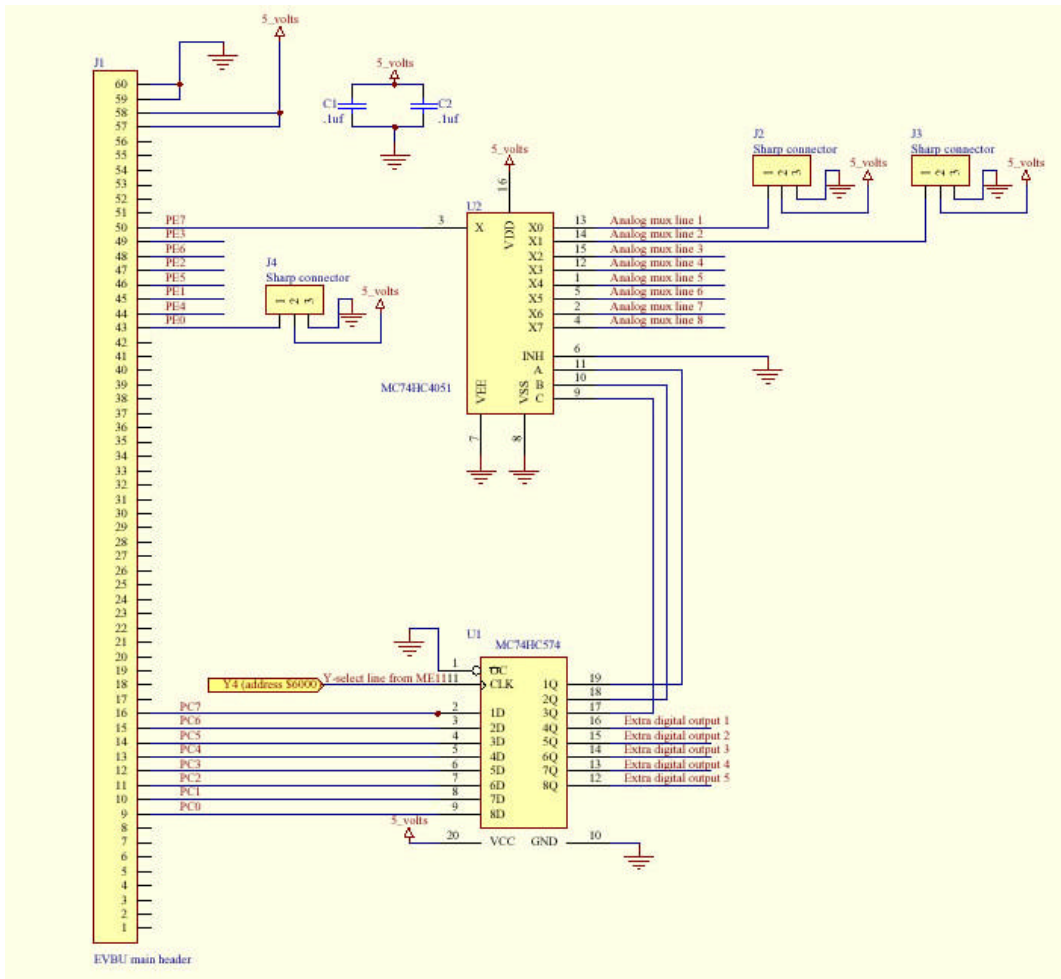 5_volts
J1
60
59
58
57
56
55
54
53
52
51
50
49
48
47
46
45
44
43
42
41
40
39
38
37
36
35
34
33
32
31
30
29
28
27
26
25
24
23
22
21
20
19
18
17
16
15
14
13
12
11
10
9
8
7
6
5
4
3
2
1
EVBU main header
5_volts
C1
.1uf
C2
.1uf
PE7
PE3
PE6
PE2
PE5
PE1
PE4
PE0
J4
Sharp connector
1 2 3
5_volts
5_volts
16
U2
3 X
VDD
X0 13 Analog mux line 1
X1 14 Analog mux line 2
X2 15 Analog mux line 3
X3 12 Analog mux line 4
X4 1 Analog mux line 5
X5 5 Analog mux line 6
X6 2 Analog mux line 7
X7 4 Analog mux line 8
INH 6
A 11
B 10
C 9
MC74HC4051
VEE
VSS
7
8
J2
Sharp connector
1 2 3
5_volts
J3
Sharp connector
1 2 3
5_volts
U1
MC74HC574
1 OC
Y4 (address $6000)
Y-select line from ME11
11 CLK
PC7 2 1D
PC6 3 2D
PC5 4 3D
PC4 5 4D
PC3 6 5D
PC2 7 6D
PC1 8 7D
PC0 9 8D
1Q 19
2Q 18
3Q 17
4Q 16 Extra digital output 1
5Q 15 Extra digital output 2
6Q 14 Extra digital output 3
7Q 13 Extra digital output 4
8Q 12 Extra digital output 5
5_volts
20 VCC GND 10